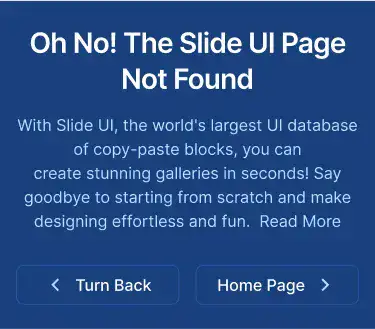 Oh No! The Slide UI Page
Not Found
With Slide UI, the world's largest UI database
of copy-paste blocks, you can
create stunning galleries in seconds! Say
goodbye to starting from scratch and make
designing effortless and fun.  Read More
Turn Back
Home Page